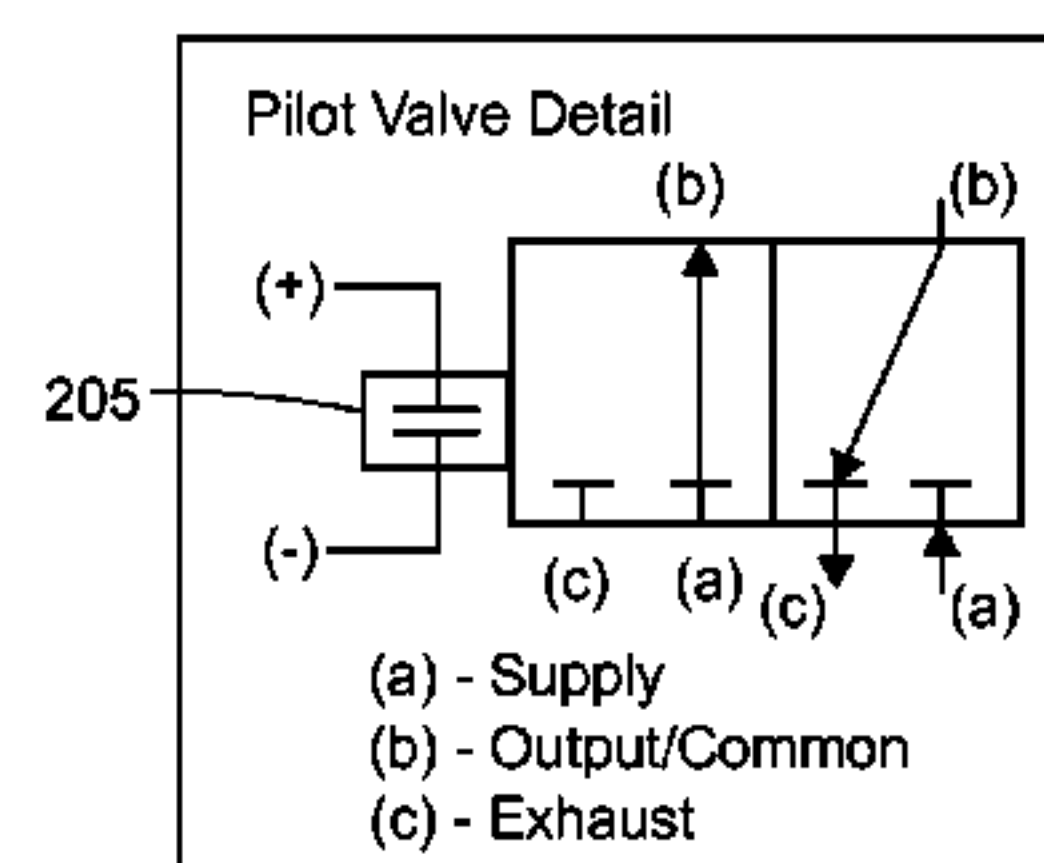 Pilot Valve Detail
(b) (b)
(+)
205
(-)
(c) (a) (c) (a)
(a) - Supply
(b) - Output/Common
(c) - Exhaust